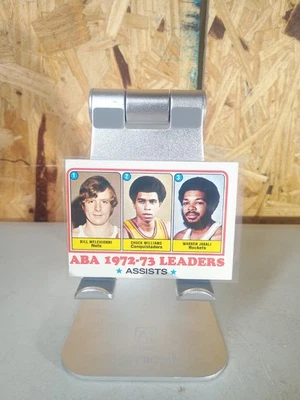 1
2
3
BILL MELCHIONNI
Nets
CHUCK WILLIAMS
Conquistadors
WARREN JABALI
Rockets
ABA 1972-73 LEADERS
★ ASSISTS ★